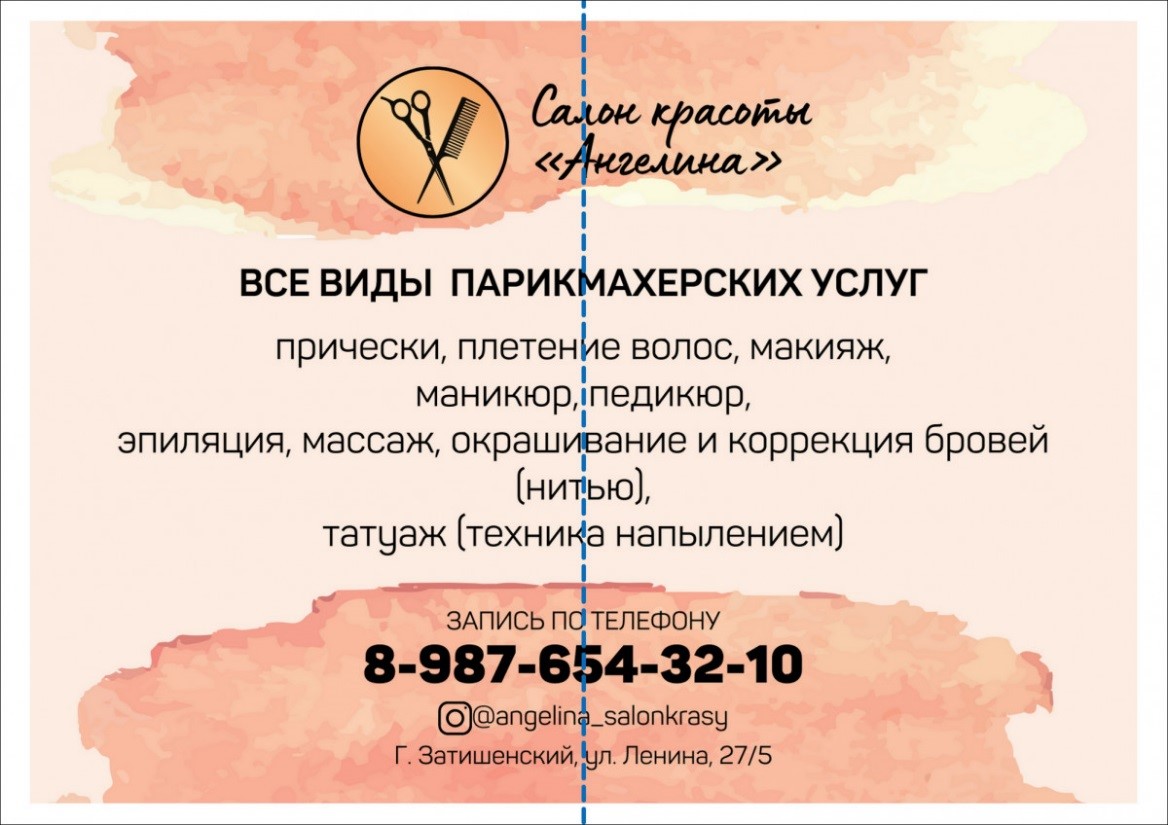 Салон красоты
«Ангелина»
ВСЕ ВИДЫ ПАРИКМАХЕРСКИХ УСЛУГ
прически, плетение волос, макияж,
маникюр, педикюр,
эпиляция, массаж, окрашивание и коррекция бровей
(нитью),
татуаж (техника напылением)
ЗАПИСЬ ПО ТЕЛЕФОНУ
8-987-654-32-10
@angelina_salonkrasy
Г. Затишенский, ул. Ленина, 27/5